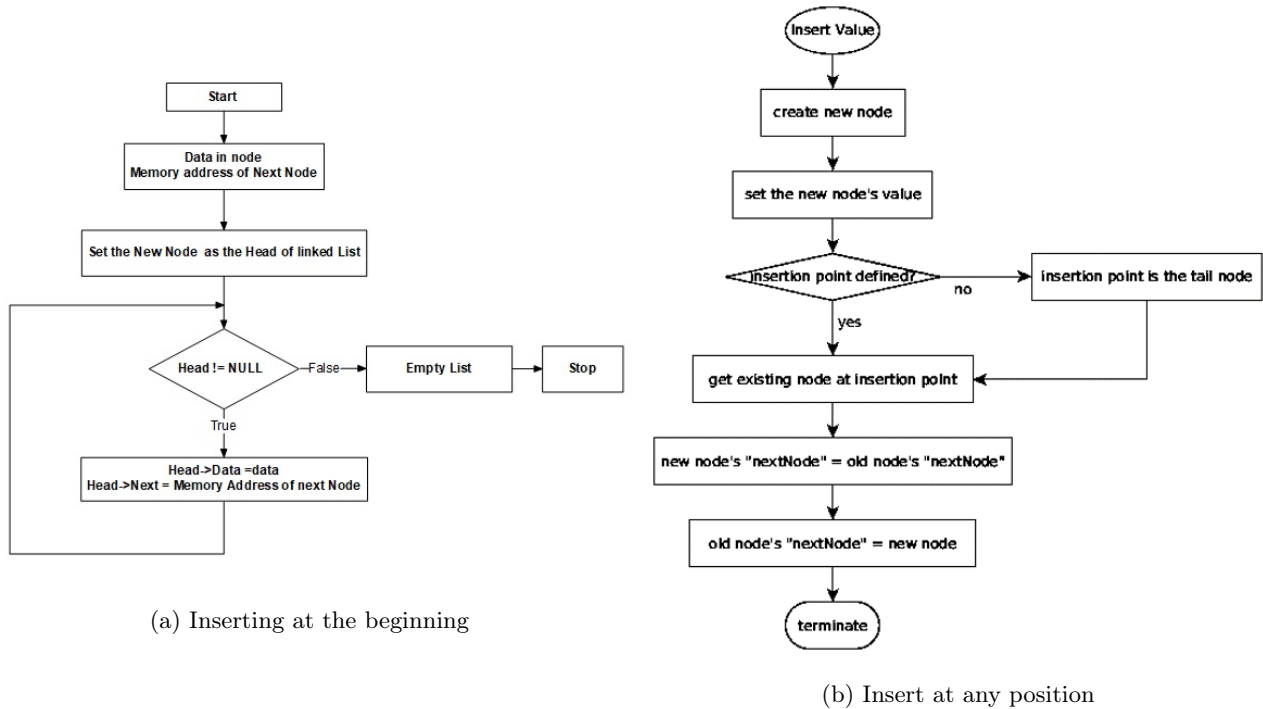 Start
Data in node
Memory address of Next Node
Set the New Node as the Head of linked List
Head != NULL
False
Empty List
Stop
True
Head->Data =data
Head->Next = Memory Address of next Node
(a) Inserting at the beginning
Insert Value
create new node
set the new node's value
insertion point defined?
no
insertion point is the tail node
yes
get existing node at insertion point
new node's "nextNode" = old node's "nextNode"
old node's "nextNode" = new node
terminate
(b) Insert at any position